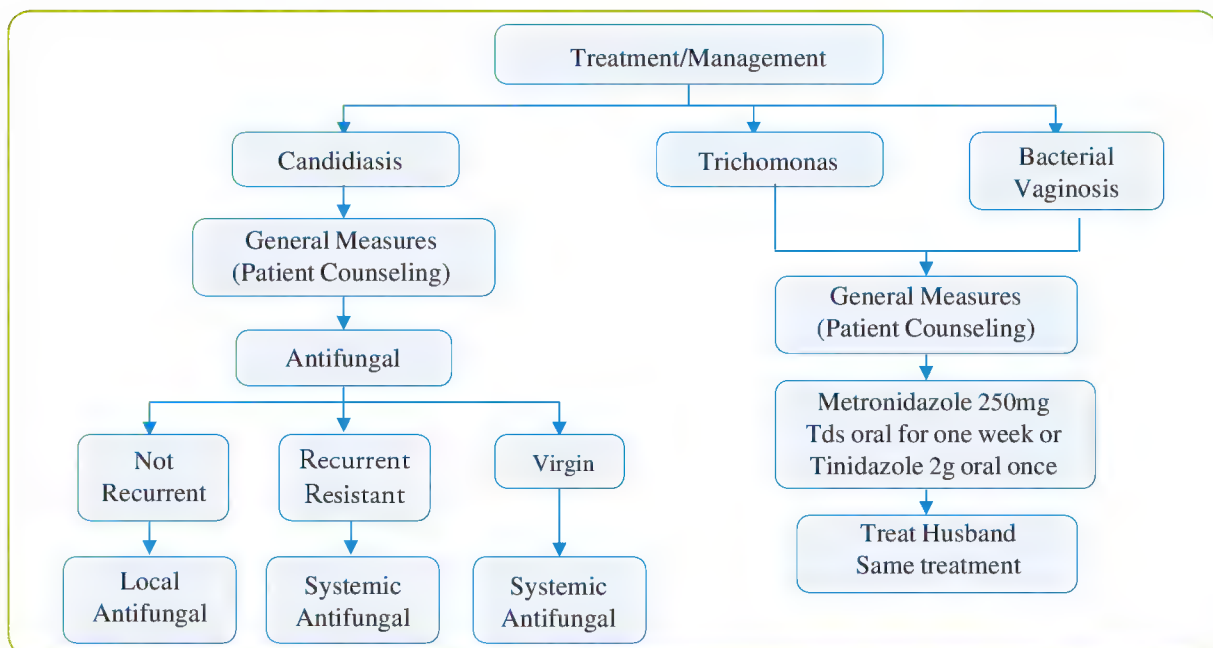 Treatment/Management
Candidiasis
Trichomonas
Bacterial
Vaginosis
General Measures
(Patient Counseling)
General Measures
(Patient Counseling)
Antifungal
Metronidazole 250mg
Tds oral for one week or
Tinidazole 2g oral once
Not
Recurrent
Recurrent
Resistant
Virgin
Treat Husband
Same treatment
Local
Antifungal
Systemic
Antifungal
Systemic
Antifungal